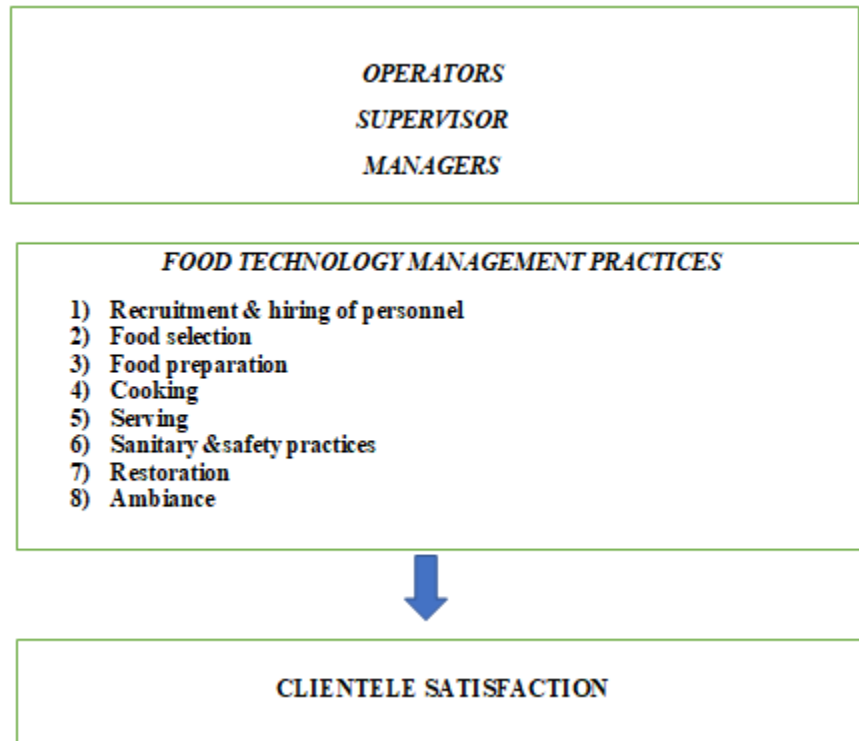 OPERATORS
SUPERVISOR
MANAGERS
FOOD TECHNOLOGY MANAGEMENT PRACTICES
1) Recruitment & hiring of personnel
2) Food selection
3) Food preparation
4) Cooking
5) Serving
6) Sanitary &safety practices
7) Restoration
8) Ambiance
CLIENTELE SATISFACTION